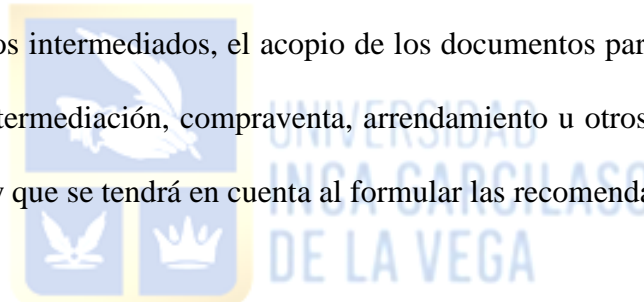 os intermediados, el acopio de los documentos par
termediación, compraventa, arrendamiento u otros
y que se tendrá en cuenta al formular las recomenda
UNIVERSIDAD
INCA GARCILASO
DE LA VEGA